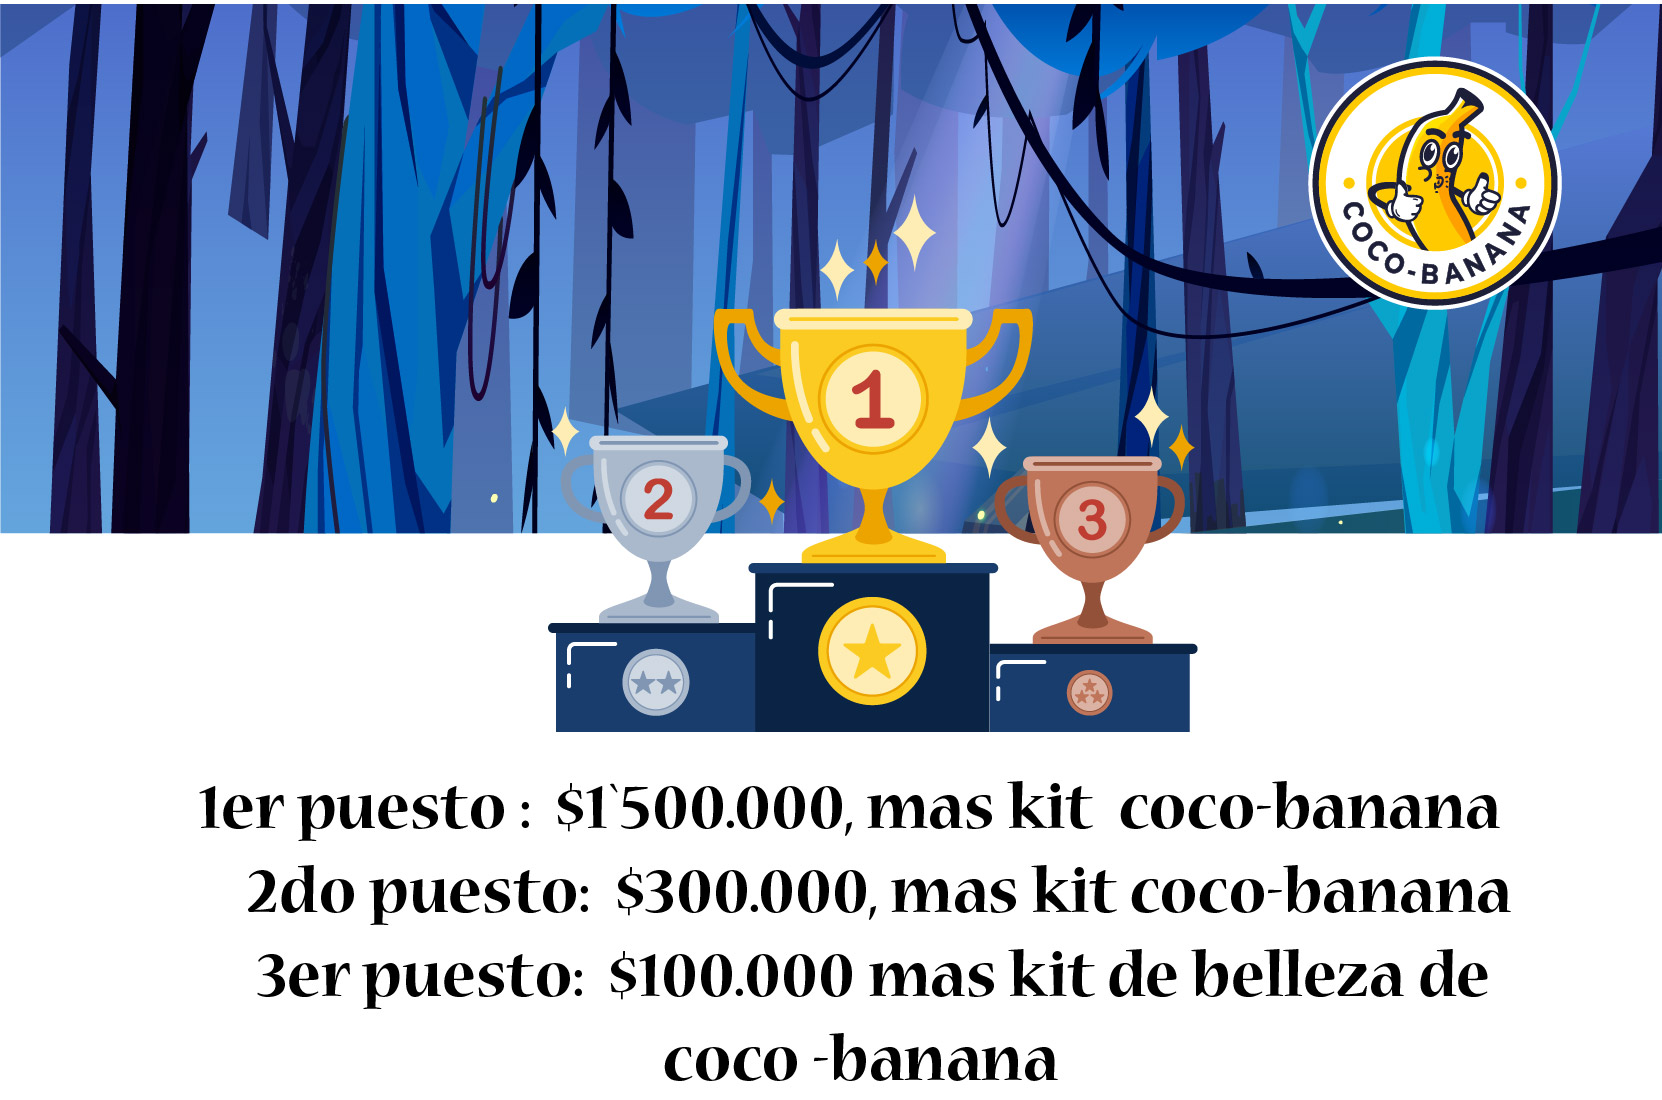 COCO-BANANA
1
2
3
1er puesto : $1`500.000, mas kit coco-banana
2do puesto: $300.000, mas kit coco-banana
3er puesto: $100.000 mas kit de belleza de
coco -banana